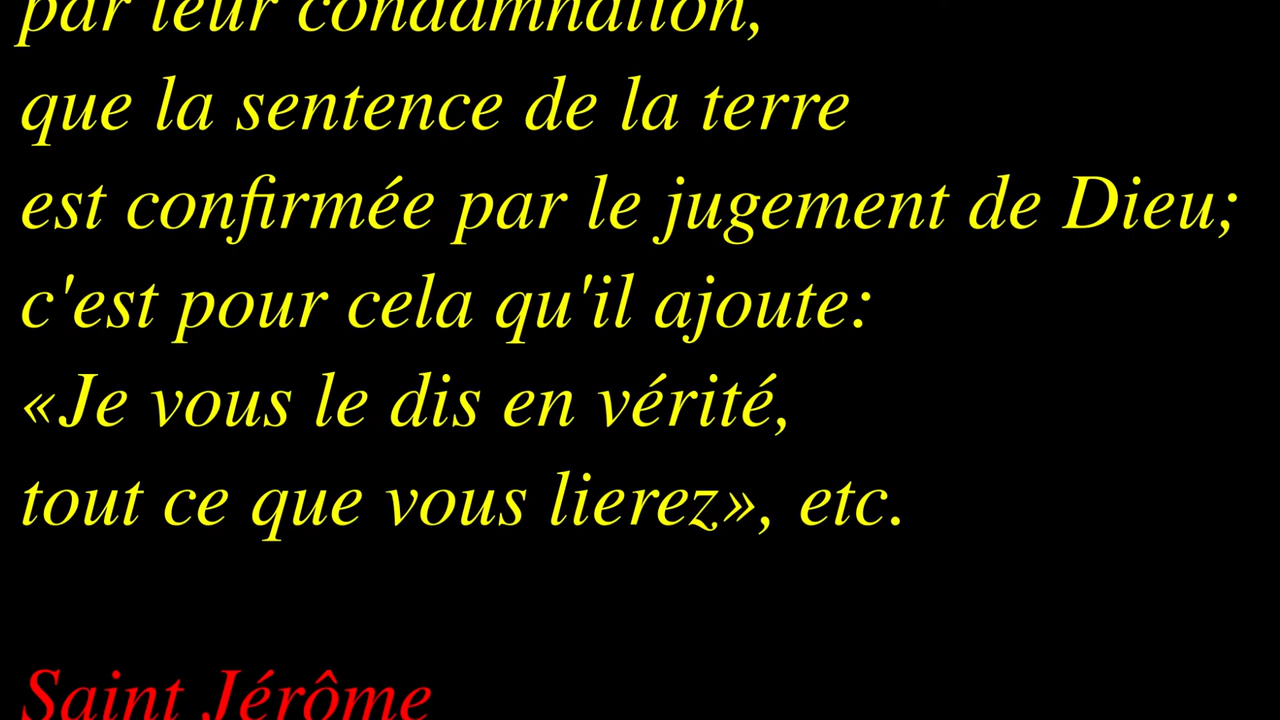 par leur condamnation,
que la sentence de la terre
est confirmée par le jugement de Dieu;
c'est pour cela qu'il ajoute:
«Je vous le dis en vérité,
tout ce que vous lierez», etc.
Saint Jérôme